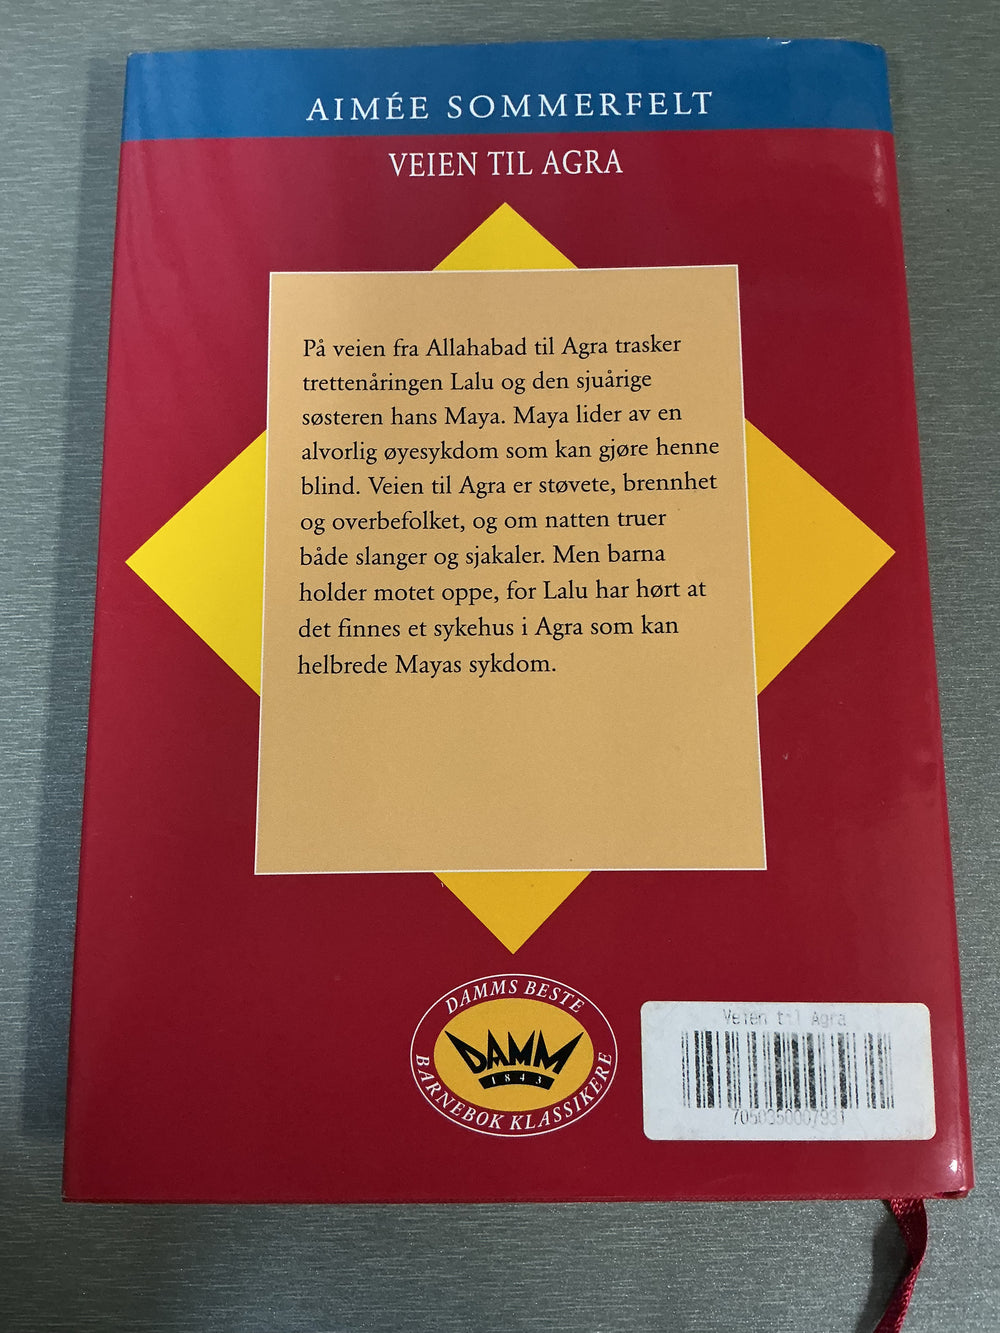 AIMÉE SOMMERFELT
VEIEN TIL AGRA
På veien fra Allahabad til Agra trasker
trettenåringen Lalu og den sjuårige
søsteren hans Maya. Maya lider av en
alvorlig øyesykdom som kan gjøre henne
blind. Veien til Agra er støvete, brennhet
og overbefolket, og om natten truer
både slanger og sjakaler. Men barna
holder motet oppe, for Lalu har hørt at
det finnes et sykehus i Agra som kan
helbrede Mayas sykdom.
DAMMS BESTE
DAMM
1843
BARNEBOK KLASSIKERE
Veien til Agra